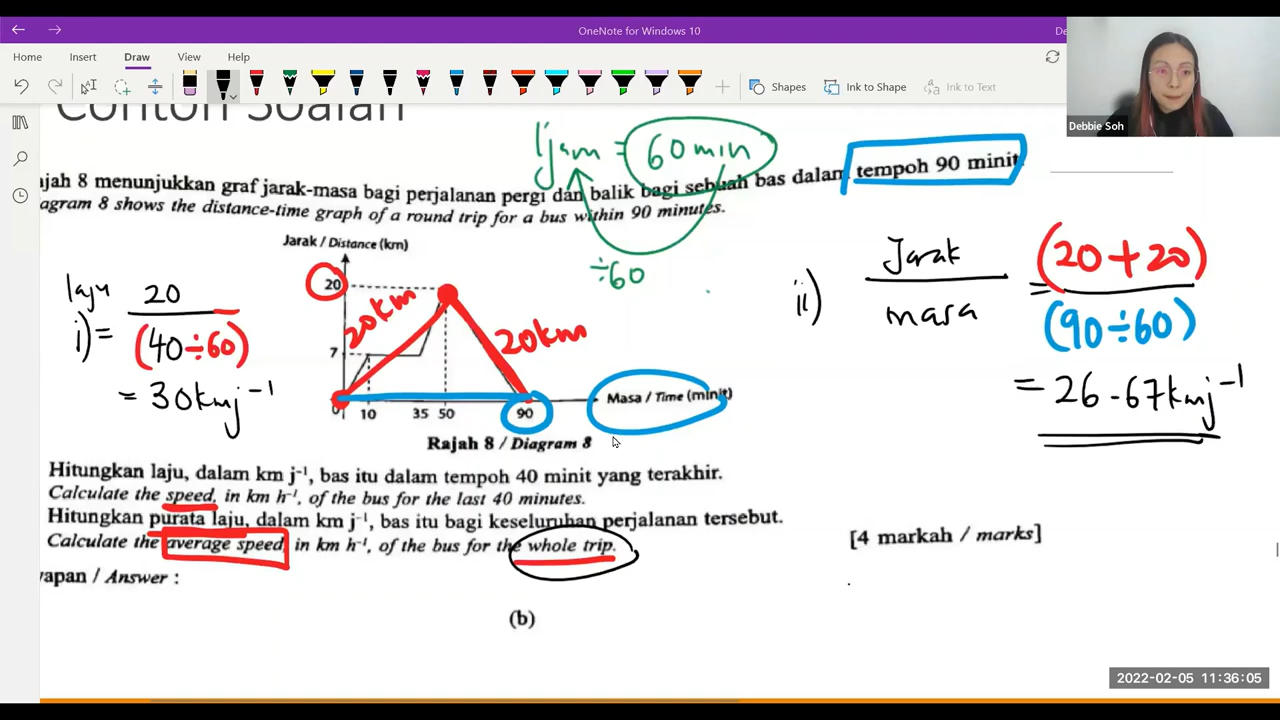 OneNote for Windows 10
De
Home Insert Draw View Help
Shapes Ink to Shape Ink to Text
Debbie Soh
Contoh Soalan
1jam = 60min
÷60
ajah 8 menunjukkan graf jarak-masa bagi perjalanan pergi dan balik bagi sebuah bas dalam tempoh 90 minit
agram 8 shows the distance-time graph of a round trip for a bus within 90 minutes.
Jarak / Distance (km)
20
7
0 10 35 50 90
Masa / Time (minit)
20km
20km
Rajah 8 / Diagram 8
laju
i) = 20
(40÷60)
= 30kmj⁻¹
ii) Jarak
masa
= (20+20)
(90÷60)
= 26.67kmj⁻¹
Hitungkan laju, dalam km j⁻¹, bas itu dalam tempoh 40 minit yang terakhir.
Calculate the speed, in km h⁻¹, of the bus for the last 40 minutes.
Hitungkan purata laju, dalam km j⁻¹, bas itu bagi keseluruhan perjalanan tersebut.
Calculate the average speed, in km h⁻¹, of the bus for the whole trip.
[4 markah / marks]
wapan / Answer :
(b)
2022-02-05 11:36:05